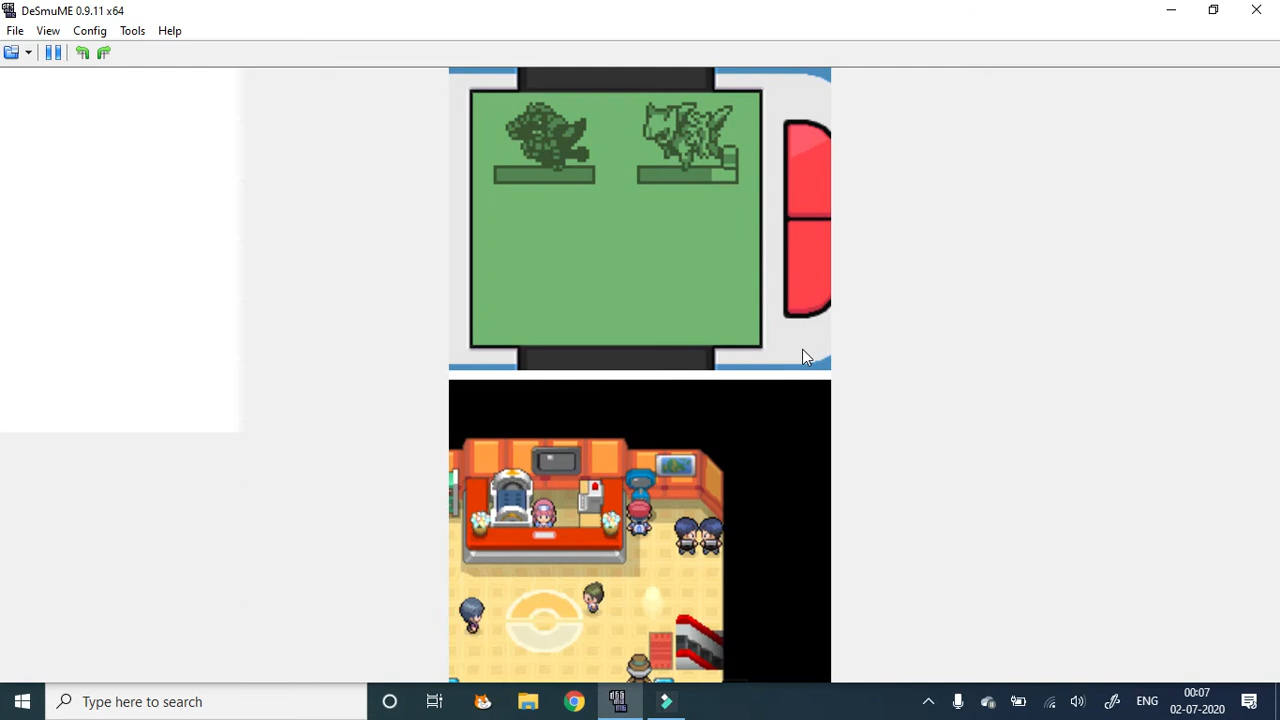 DeSmuME 0.9.11 x64
File View Config Tools Help
Type here to search
ENG
00:07
02-07-2020